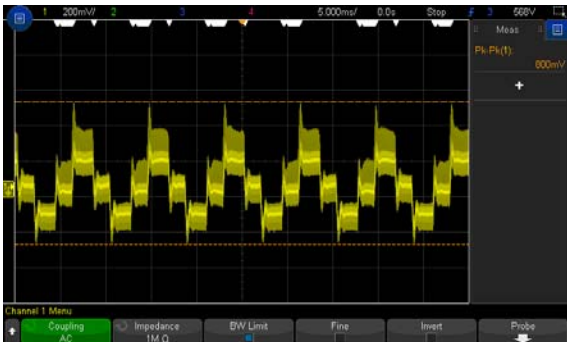 1 200mV/ 2 3 4 5.000ms/ 0.0s Stop 3 568V
Meas
Pk-Pk(1):
800mV
+
Channel 1 Menu
Coupling Impedance BW Limit Fine Invert Probe
AC 1M Ω